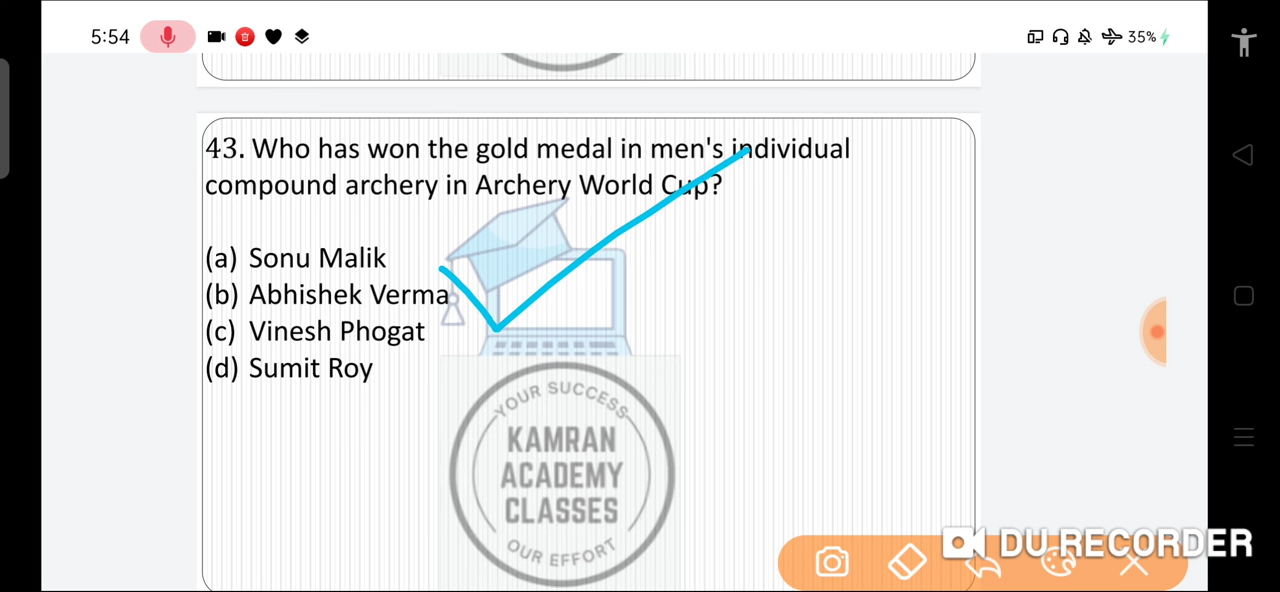 5:54
35%
43. Who has won the gold medal in men's individual
compound archery in Archery World Cup?
(a) Sonu Malik
(b) Abhishek Verma
(c) Vinesh Phogat
(d) Sumit Roy
YOUR SUCCESS
KAMRAN
ACADEMY
CLASSES
OUR EFFORT
DU RECORDER